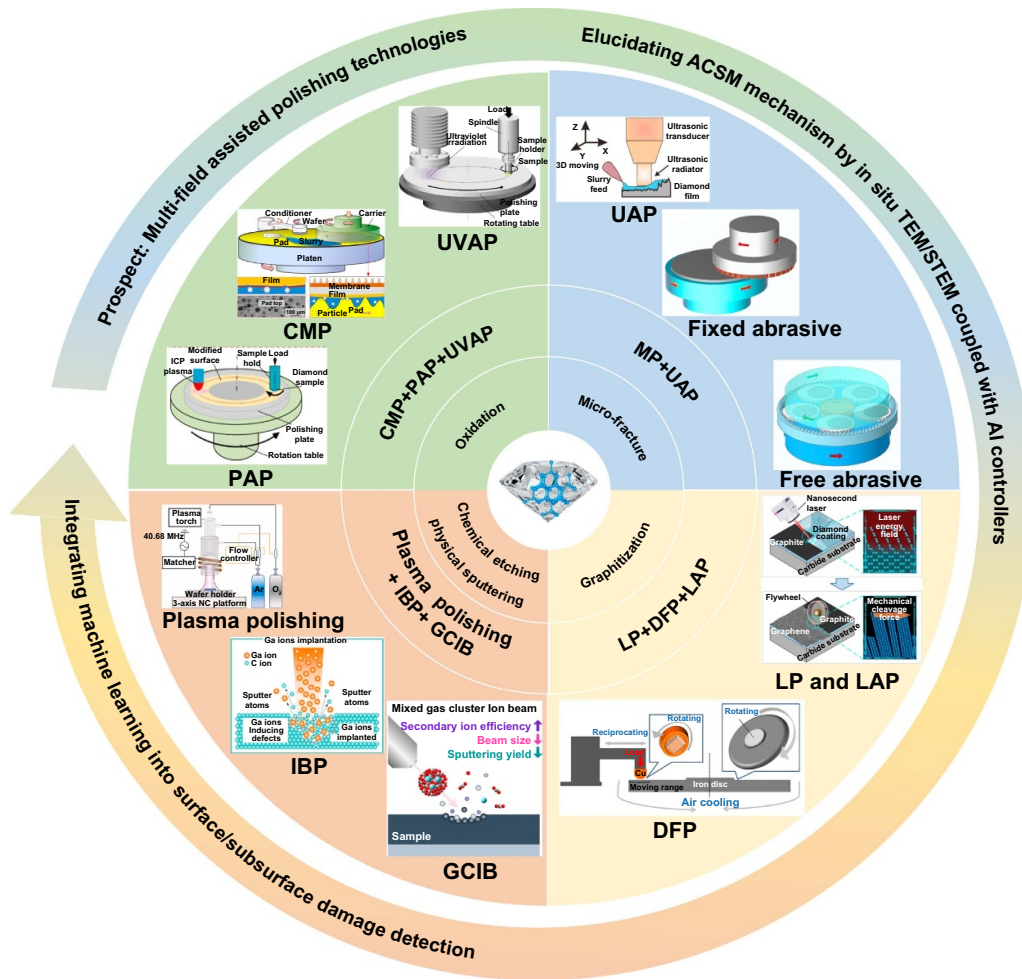 Prospect: Multi-field assisted polishing technologies
Elucidating ACSM mechanism by in situ TEM/STEM coupled with AI controllers
Integrating machine learning into surface/subsurface damage detection
Load
Spindle
Ultraviolet
Irradiation
Sample
holder
Sample
Polishing
plate
Rotating table
UVAP
Conditioner
Wafer
Carrier
Pad
Slurry
Platen
Film
Pad top
100 μm
Membrane
Film
Particle
Pad
CMP
Modified
surface
ICP
plasma
Sample
hold
Load
Diamond
sample
Polishing
plate
Rotation table
PAP
CMP+PAP+UVAP
Oxidation
Z
X
Y
3D moving
Slurry
feed
Ultrasonic
transducer
Ultrasonic
radiator
Diamond
film
UAP
Fixed abrasive
Free abrasive
MP+UAP
Micro-fracture
Plasma
torch
40.68 MHz
Matcher
Flow
controller
Ar
O2
Wafer holder
3-axis NC platform
Plasma polishing
Ga ions implantation
Ga ion
C ion
Sputter
atoms
Sputter
atoms
Ga ions
Inducing
defects
Ga ions
implanted
IBP
Mixed gas cluster Ion beam
Secondary ion efficiency
Beam size
Sputtering yield
Sample
GCIB
Chemical etching
physical sputtering
Plasma polishing
+ IBP+ GCIB
Nanosecond
laser
Diamond
coating
Graphite
Carbide substrate
Laser
energy
field
Flywheel
Graphite
Graphene
Carbide substrate
Mechanical
cleavage
force
LP and LAP
Reciprocating
Rotating
Rotating
Cu
Moving range
Iron disc
Air cooling
DFP
Graphitization
LP+DFP+LAP